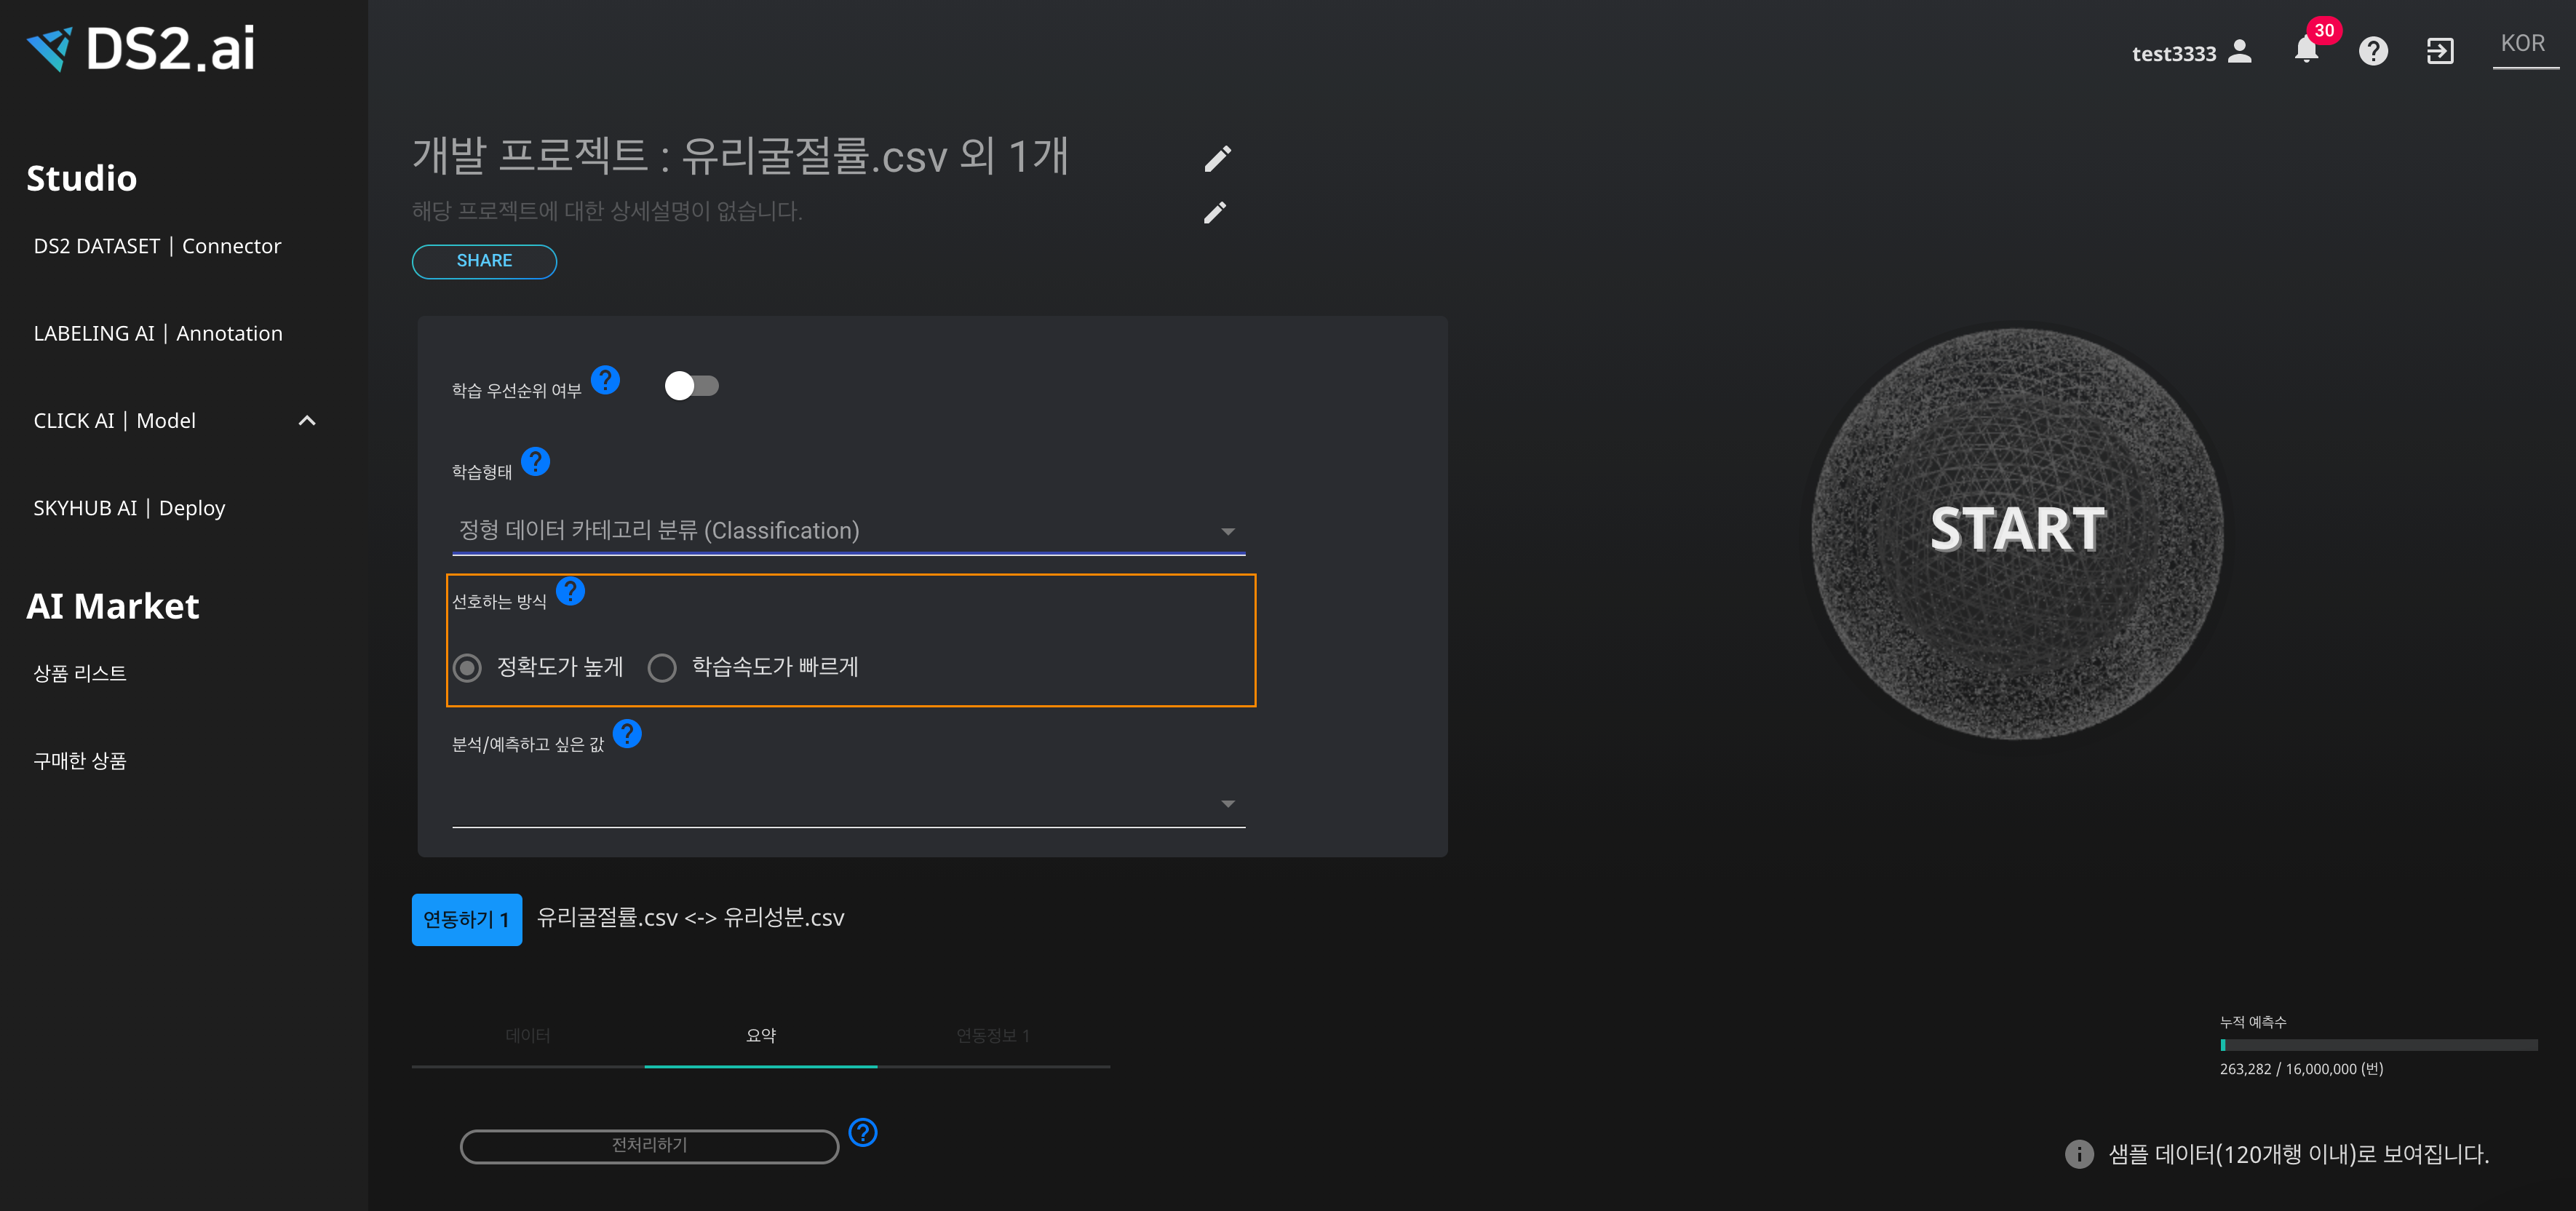 DS2.ai
test3333
30
KOR
Studio
DS2 DATASET | Connector
LABELING AI | Annotation
CLICK AI | Model
SKYHUB AI | Deploy
AI Market
상품 리스트
구매한 상품
개발 프로젝트 : 유리굴절률.csv 외 1개
해당 프로젝트에 대한 상세설명이 없습니다.
SHARE
학습 우선순위 여부 ?
학습형태 ?
정형 데이터 카테고리 분류 (Classification)
선호하는 방식 ?
정확도가 높게 학습속도가 빠르게
분석/예측하고 싶은 값 ?
START
연동하기 1 유리굴절률.csv <-> 유리성분.csv
데이터 요약 연동정보 1
전처리하기 ?
누적 예측수
263,282 / 16,000,000 (번)
샘플 데이터(120개행 이내)로 보여집니다.